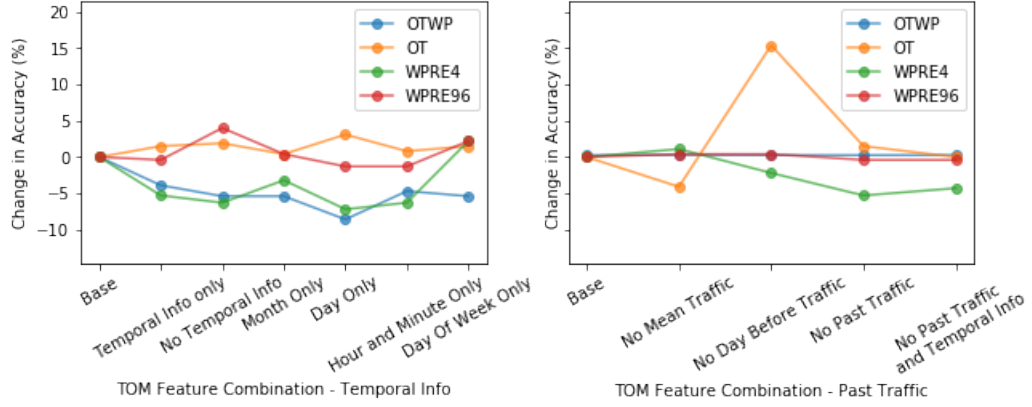 20
15
10
5
0
−5
−10
Change in Accuracy (%)
OTWP
OT
WPRE4
WPRE96
Base
Temporal Info only
No Temporal Info
Month Only
Day Only
Hour and Minute Only
Day Of Week Only
TOM Feature Combination - Temporal Info
Change in Accuracy (%)
OTWP
OT
WPRE4
WPRE96
Base
No Mean Traffic
No Day Before Traffic
No Past Traffic
No Past Traffic
and Temporal Info
TOM Feature Combination - Past Traffic